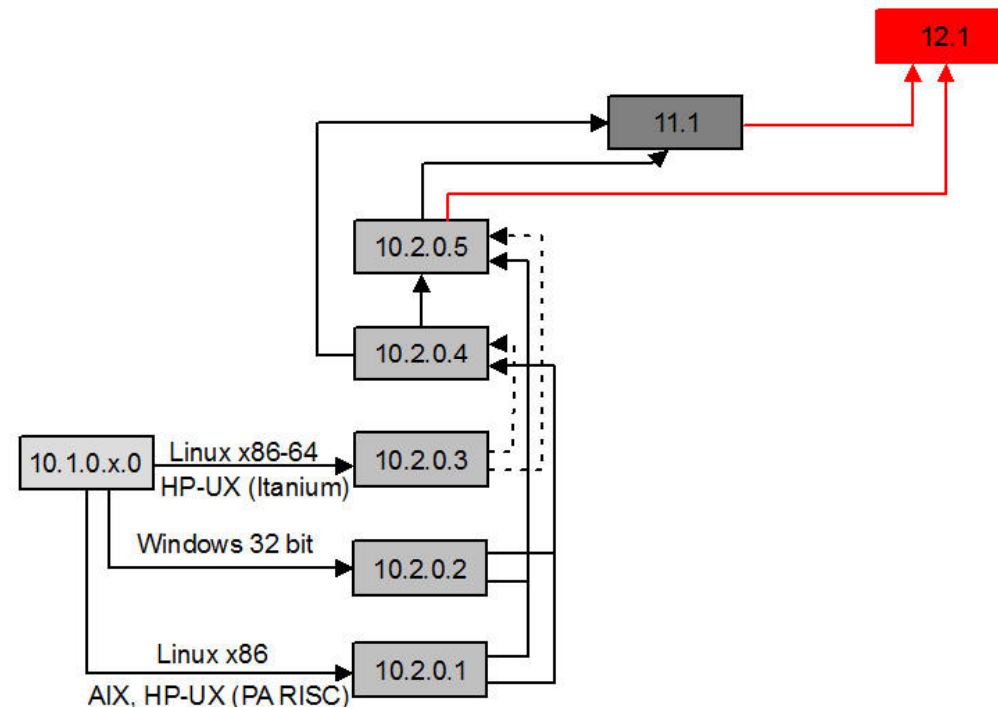 12.1
11.1
10.2.0.5
10.2.0.4
Linux x86-64
10.2.0.3
10.1.0.x.0
HP-UX (Itanium)
Windows 32 bit
10.2.0.2
Linux x86
10.2.0.1
AIX, HP-UX (PA RISC)